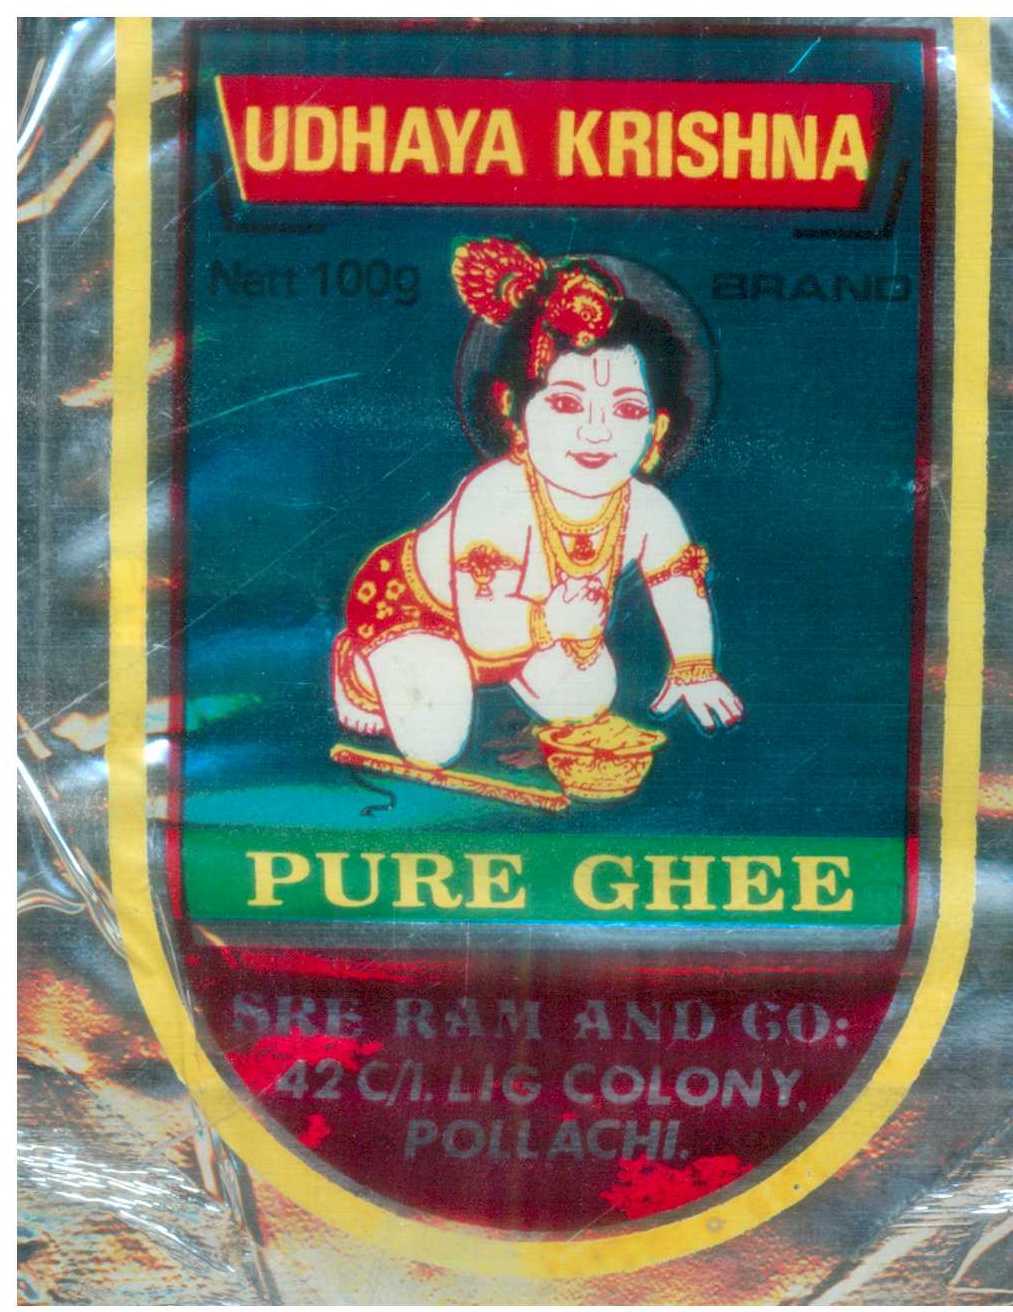 UDHAYA KRISHNA
Nett 100g
BRAND
PURE GHEE
SRE RAM AND CO:
42 C/1. LIG COLONY,
POLLACHI.